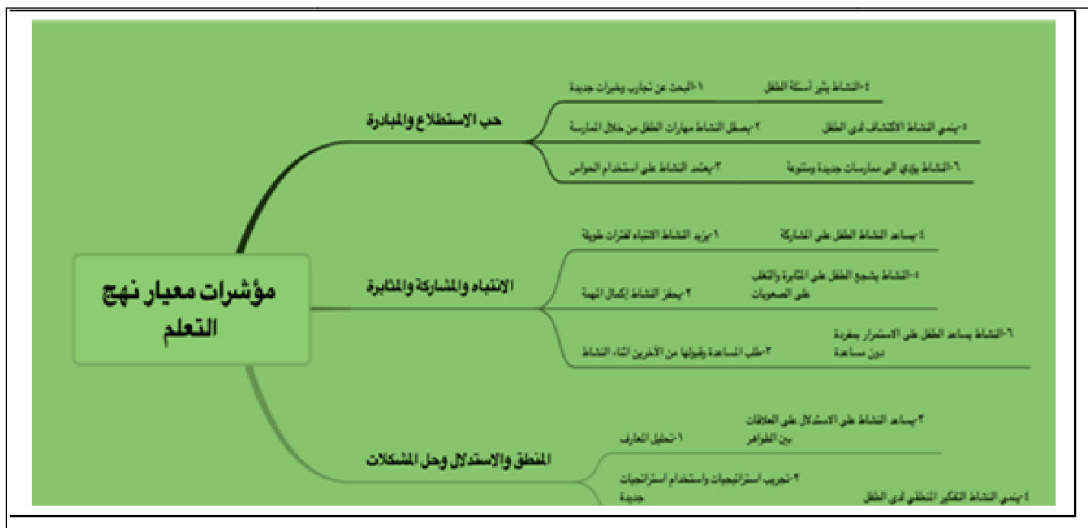 مؤشرات معيار نهج
التعلم
حب الاستطلاع والمبادرة
١-البحث عن تجارب وخبرات جديدة
٤-النشاط يثير أسئلة الطفل
٢-يصقل النشاط مهارات الطفل من خلال الممارسة
٥-ينمي النشاط الاكتشاف لدى الطفل
٣-يعتمد النشاط على استخدام الحواس
٦-النشاط يؤدي الى ممارسات جديدة ومتنوعة
الانتباه والمشاركة والمثابرة
١-يزيد النشاط الانتباه لفترات طويلة
٤-يساعد النشاط الطفل على المشاركة
٢-يحفز النشاط إكمال المهمة
٥-النشاط يشجع الطفل على المثابرة والتغلب
على الصعوبات
٣-طلب المساعدة وقبولها من الآخرين اثناء النشاط
٦-النشاط يساعد الطفل على الاستمرار بمفردة
دون مساعدة
المنطق والاستدلال وحل المشكلات
١-تحليل المعارف
٣-يساعد النشاط على الاستدلال على العلاقات
بين الظواهر
٢-تجريب استراتيجيات واستخدام استراتيجيات
جديدة
٤-ينمي النشاط التفكير المنطقي لدى الطفل